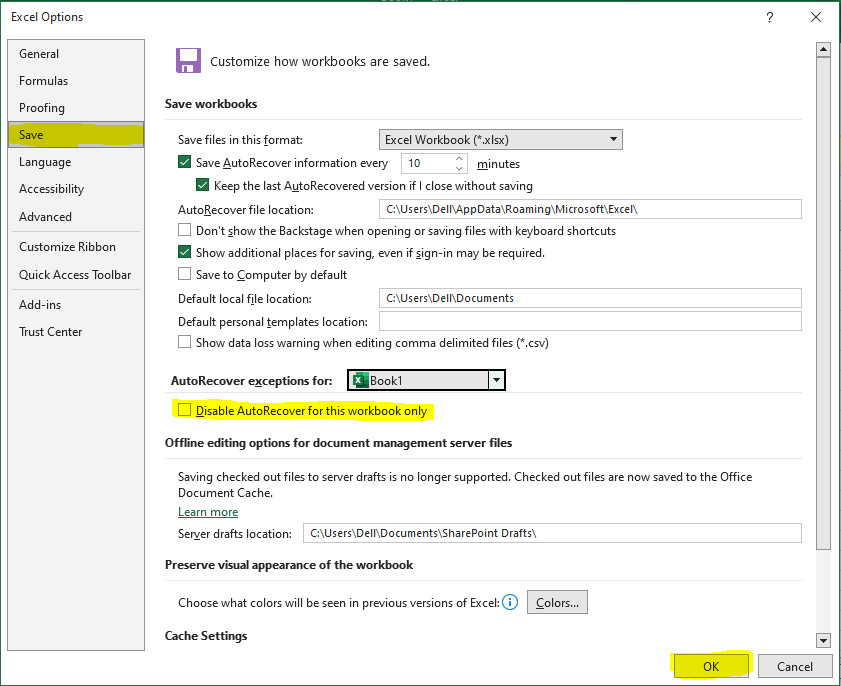 Excel Options
?
General
Formulas
Proofing
Save
Language
Accessibility
Advanced
Customize Ribbon
Quick Access Toolbar
Add-ins
Trust Center
Customize how workbooks are saved.
Save workbooks
Save files in this format: Excel Workbook (*.xlsx)
Save AutoRecover information every 10 minutes
Keep the last AutoRecovered version if I close without saving
AutoRecover file location: C:\Users\Dell\AppData\Roaming\Microsoft\Excel\
Don't show the Backstage when opening or saving files with keyboard shortcuts
Show additional places for saving, even if sign-in may be required.
Save to Computer by default
Default local file location: C:\Users\Dell\Documents
Default personal templates location:
Show data loss warning when editing comma delimited files (*.csv)
AutoRecover exceptions for: Book1
Disable AutoRecover for this workbook only
Offline editing options for document management server files
Saving checked out files to server drafts is no longer supported. Checked out files are now saved to the Office
Document Cache.
Learn more
Server drafts location: C:\Users\Dell\Documents\SharePoint Drafts\
Preserve visual appearance of the workbook
Choose what colors will be seen in previous versions of Excel: Colors...
Cache Settings
OK Cancel